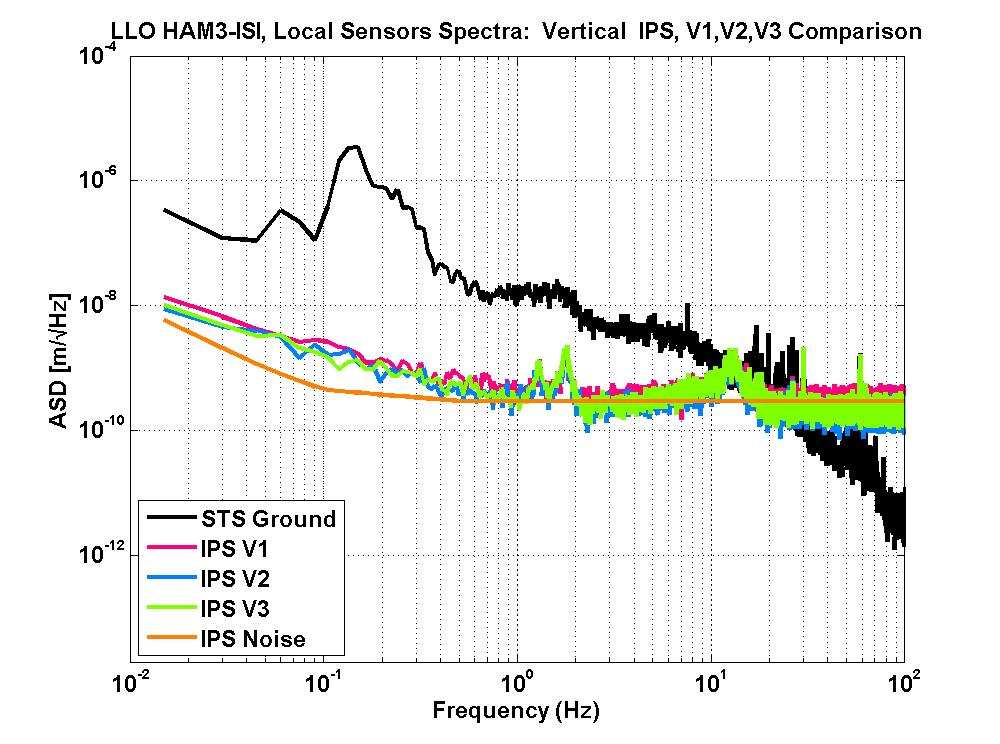 LLO HAM3-ISI, Local Sensors Spectra:  Vertical  IPS, V1,V2,V3 Comparison
10^-4
10^-6
10^-8
10^-10
10^-12
ASD [m/√Hz]
STS Ground
IPS V1
IPS V2
IPS V3
IPS Noise
10^-2 10^-1 10^0 10^1 10^2
Frequency (Hz)